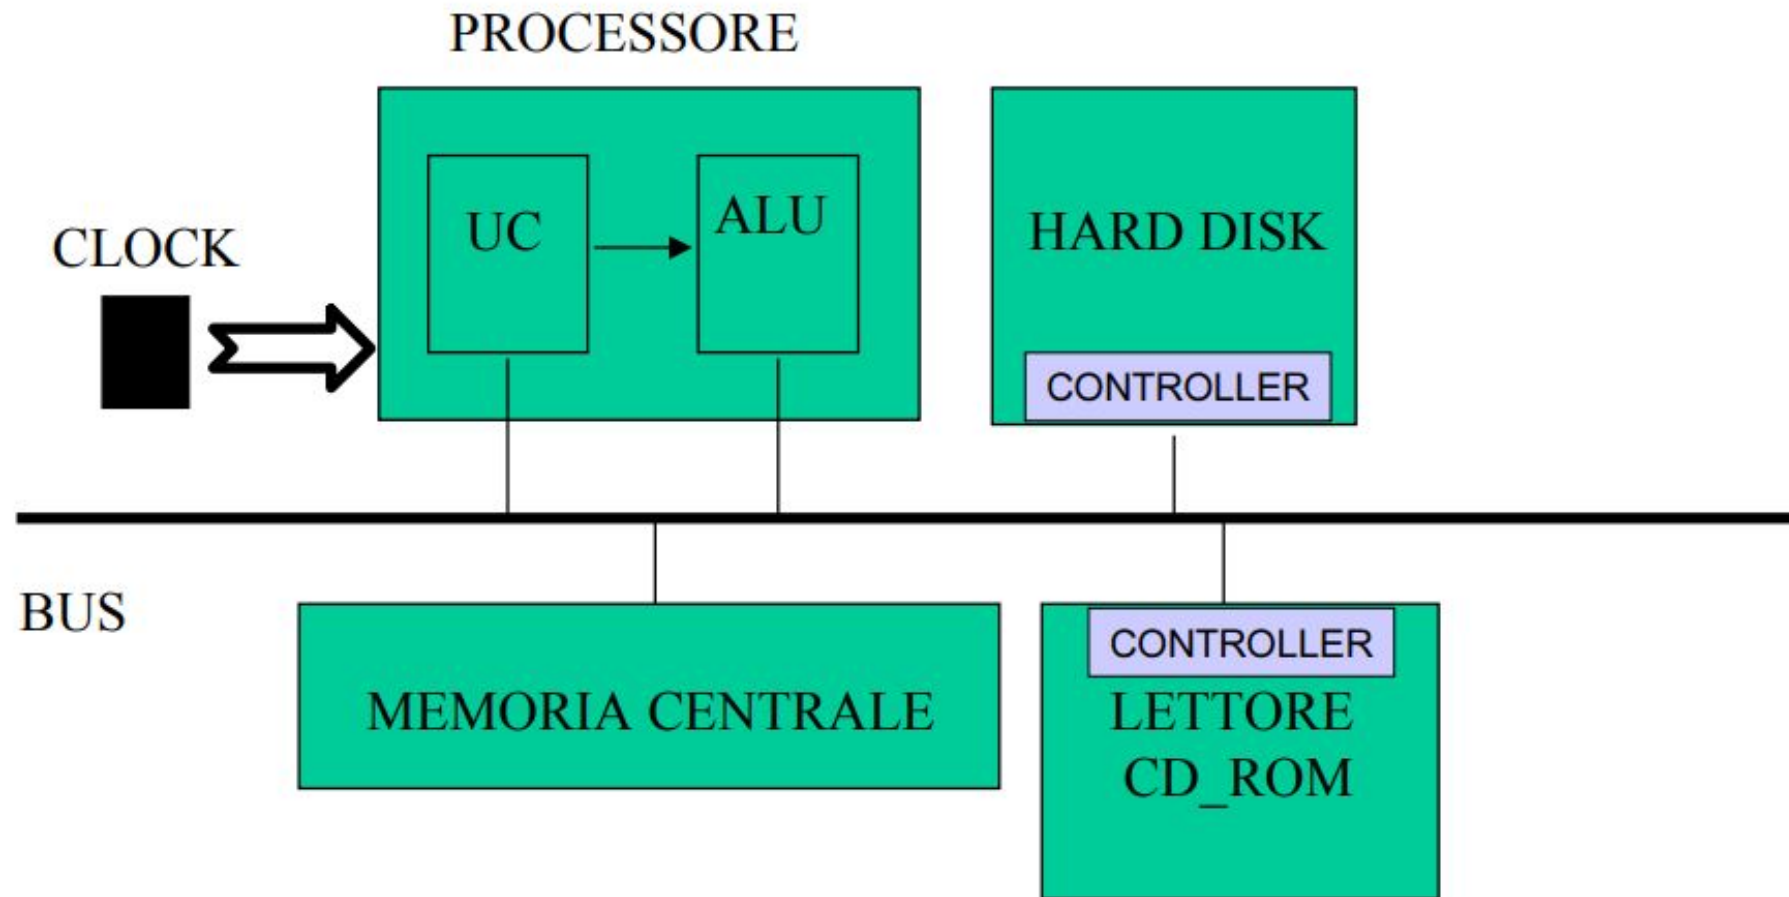 PROCESSORE
UC
ALU
HARD DISK
CLOCK
CONTROLLER
BUS
CONTROLLER
MEMORIA CENTRALE
LETTORE
CD_ROM